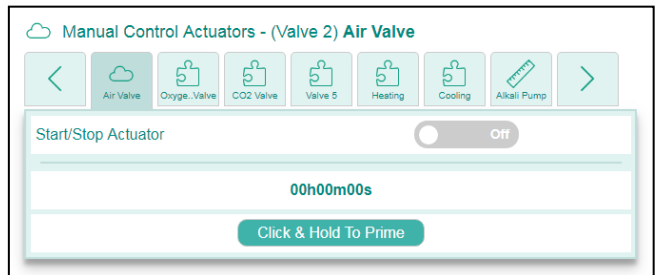 Manual Control Actuators - (Valve 2) Air Valve
Air Valve
Oxyge..Valve
CO2 Valve
Valve 5
Heating
Cooling
Alkali Pump
Start/Stop Actuator
Off
00h00m00s
Click & Hold To Prime